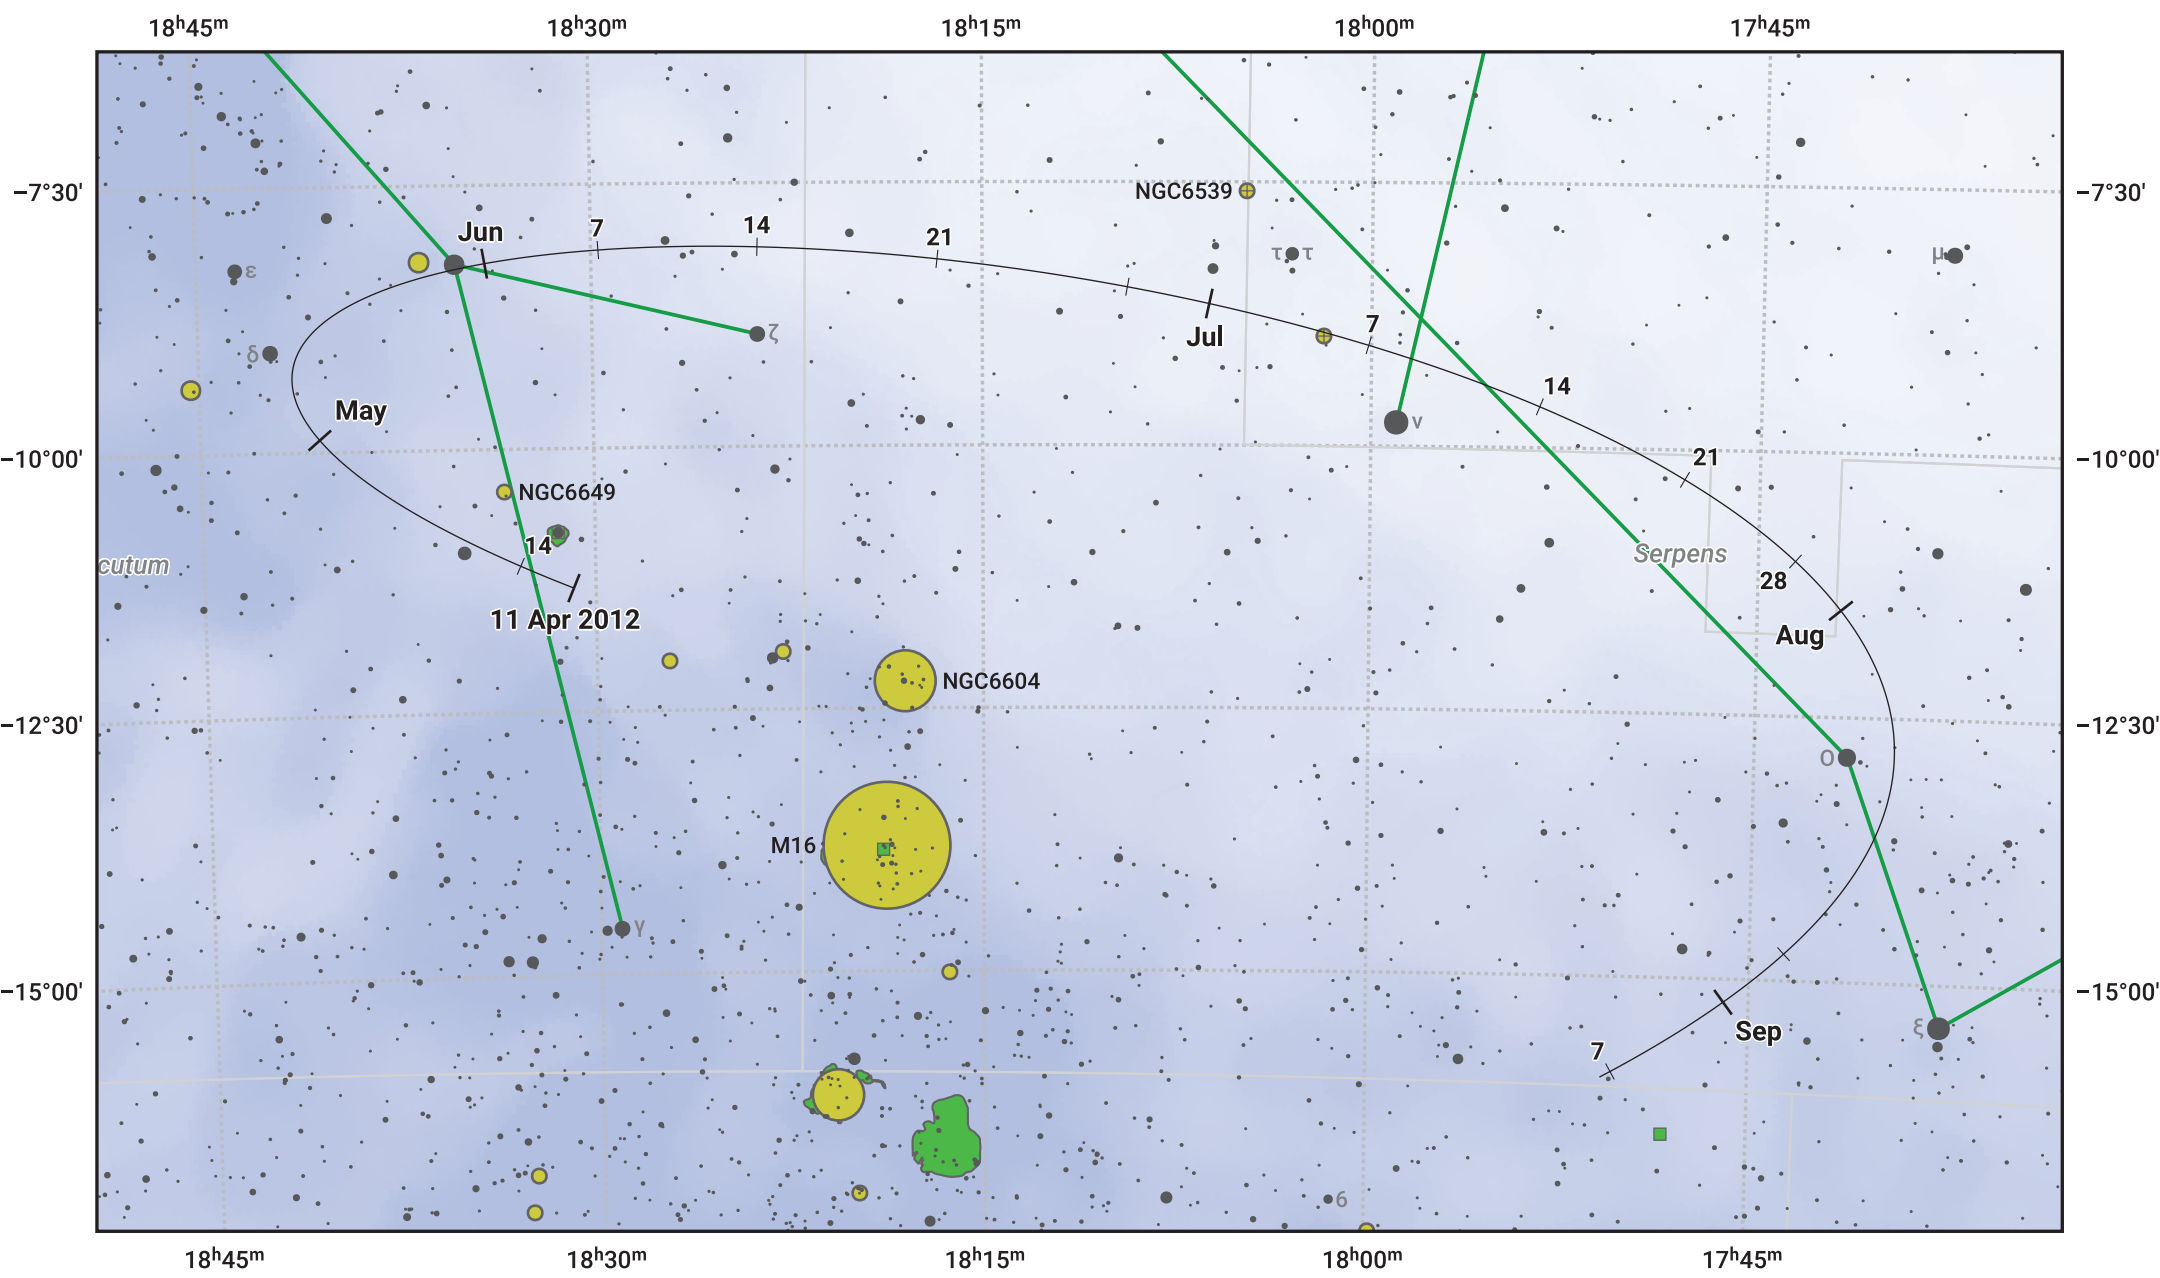 18ʰ45ᵐ 18ʰ30ᵐ 18ʰ15ᵐ 18ʰ00ᵐ 17ʰ45ᵐ
−7°30' −7°30'
NGC6539
Jun 7 14 21
τ τ
μ
ε
ζ
Jul 7
δ
May
14
ν
−10°00' 21 −10°00'
NGC6649
14
cutum
Serpens
28
11 Apr 2012
Aug
NGC6604
−12°30' −12°30'
ο
M16
γ
−15°00' −15°00'
ξ
Sep
7
6
18ʰ45ᵐ 18ʰ30ᵐ 18ʰ15ᵐ 18ʰ00ᵐ 17ʰ45ᵐ